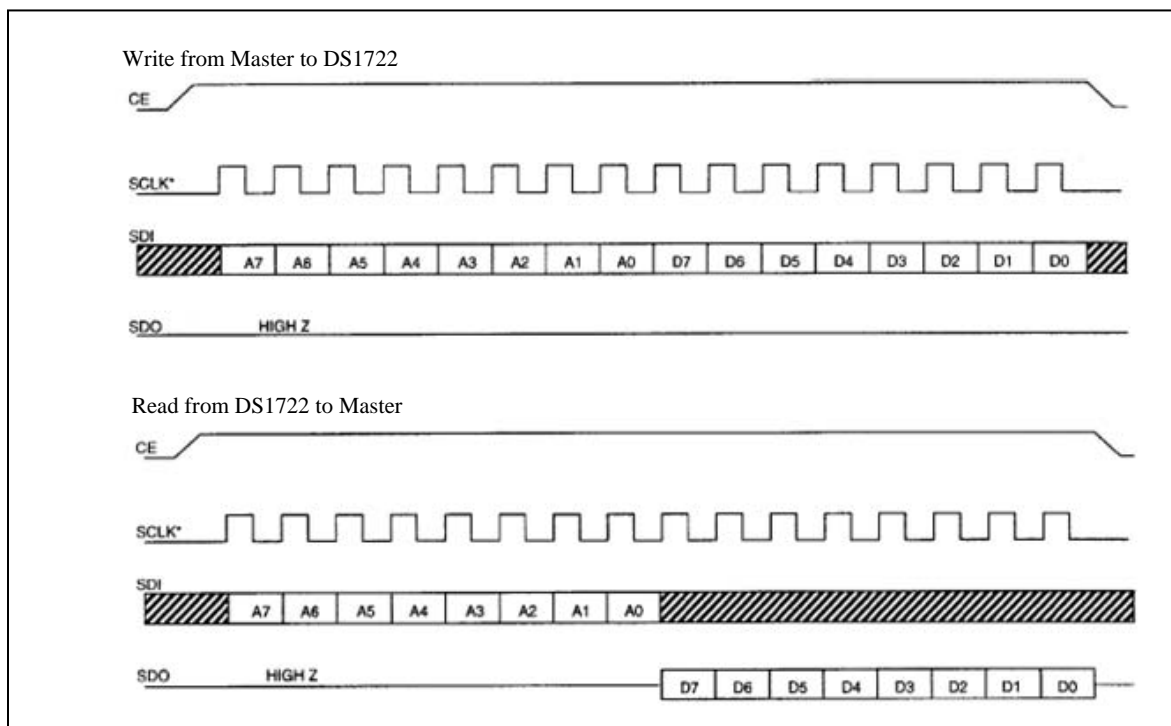 Write from Master to DS1722
CE
SCLK*
SDI
A7 A6 A5 A4 A3 A2 A1 A0 D7 D6 D5 D4 D3 D2 D1 D0
SDO HIGH Z
Read from DS1722 to Master
CE
SCLK*
SDI
A7 A6 A5 A4 A3 A2 A1 A0
SDO HIGH Z
D7 D6 D5 D4 D3 D2 D1 D0